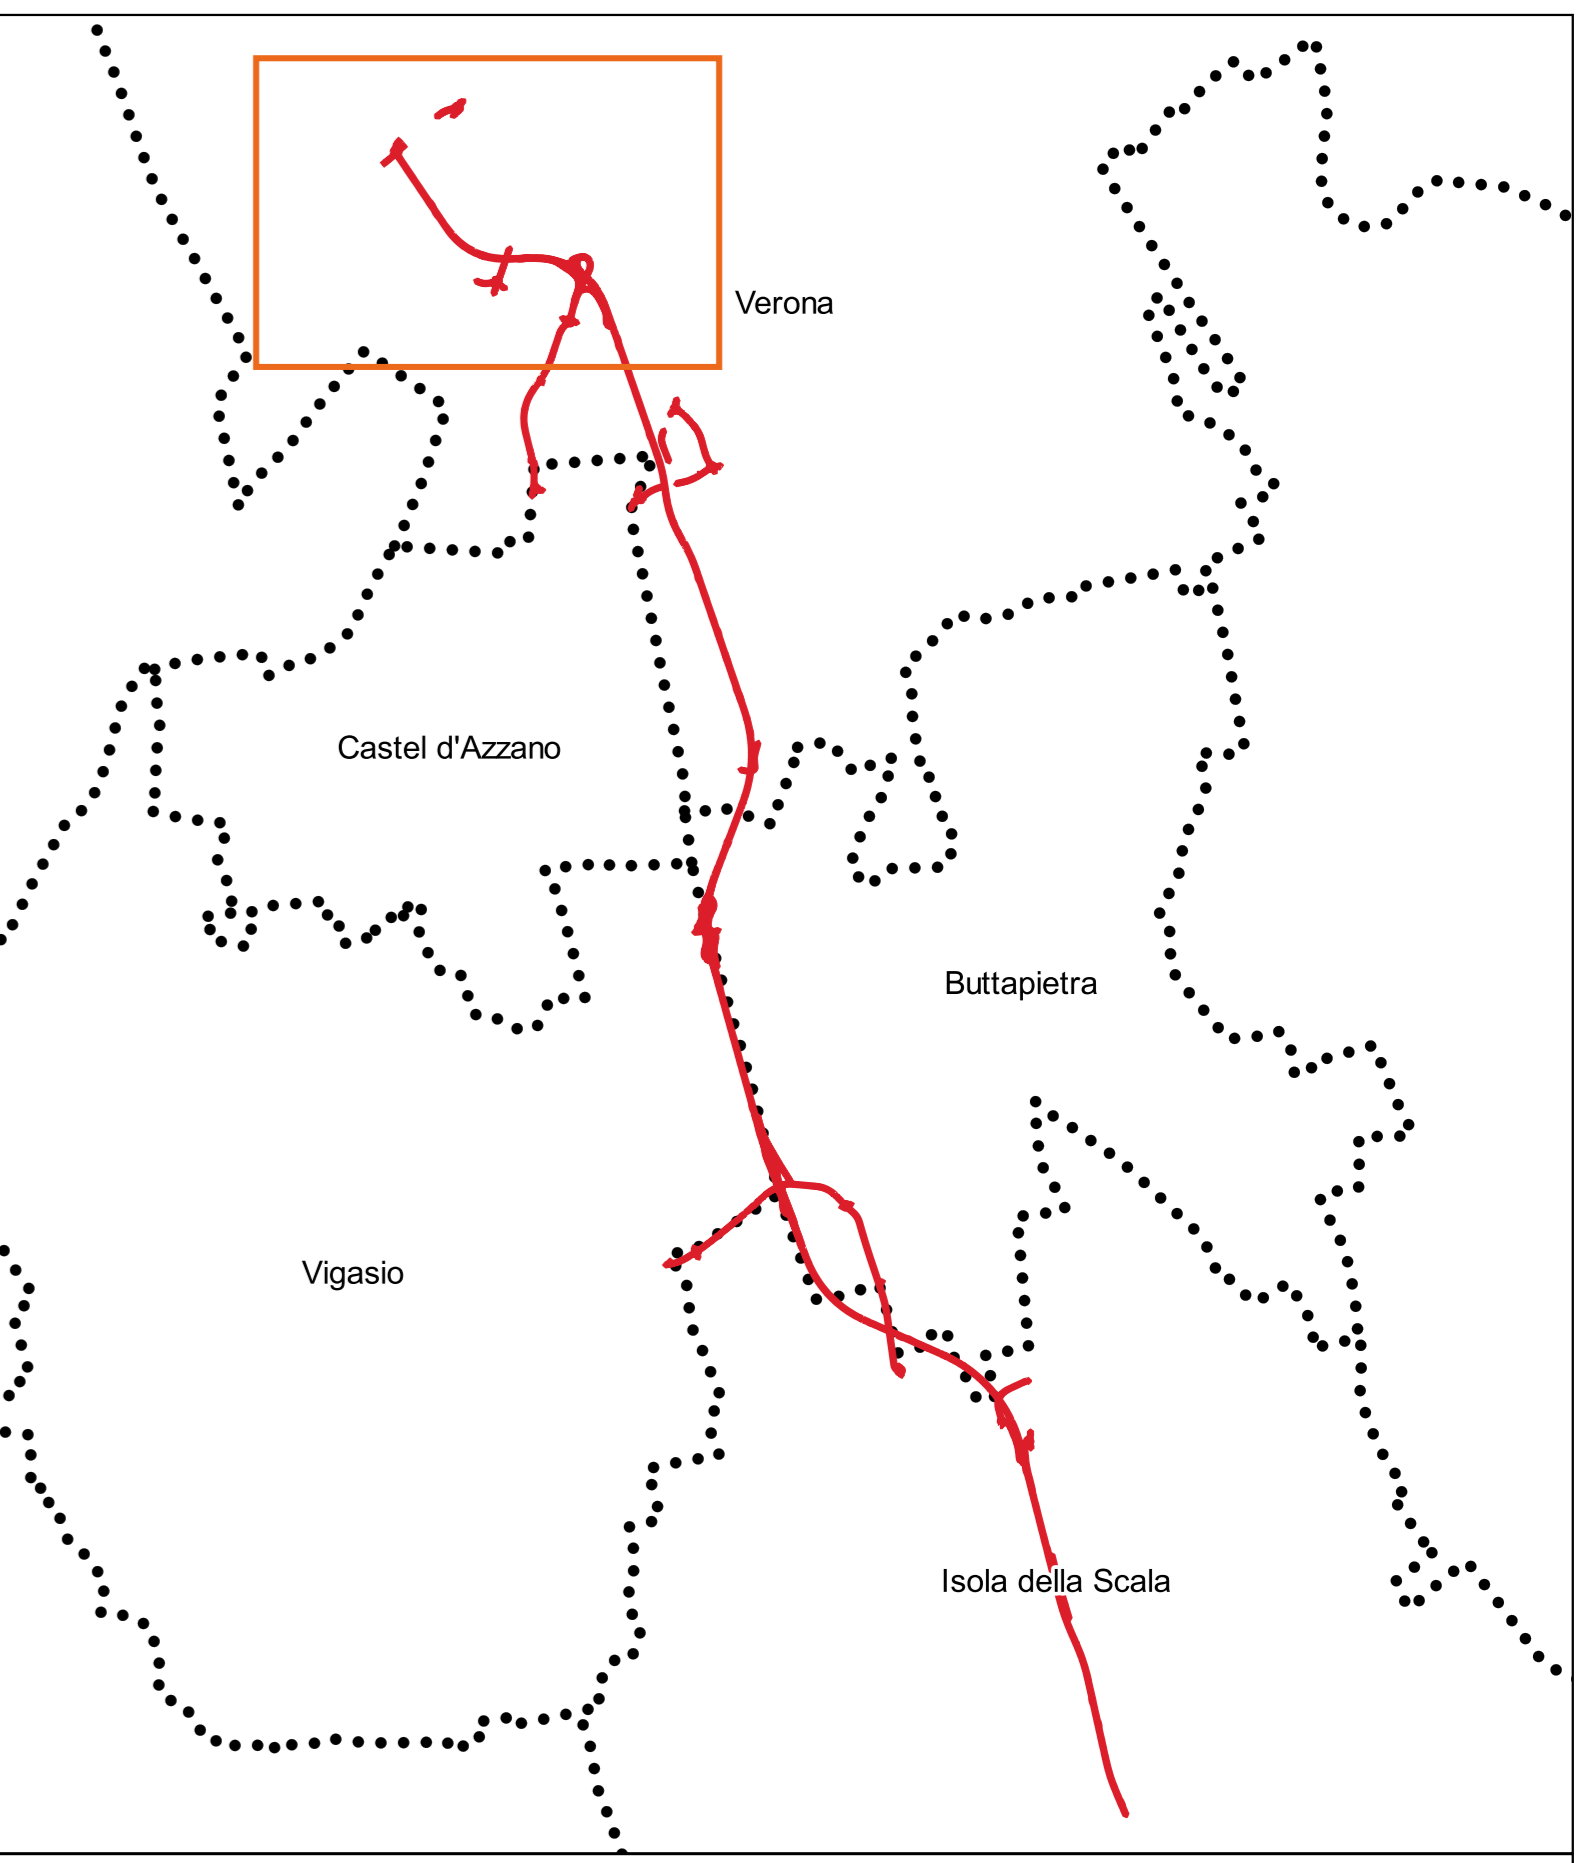 Verona
Castel d'Azzano
Buttapietra
Vigasio
Isola della Scala